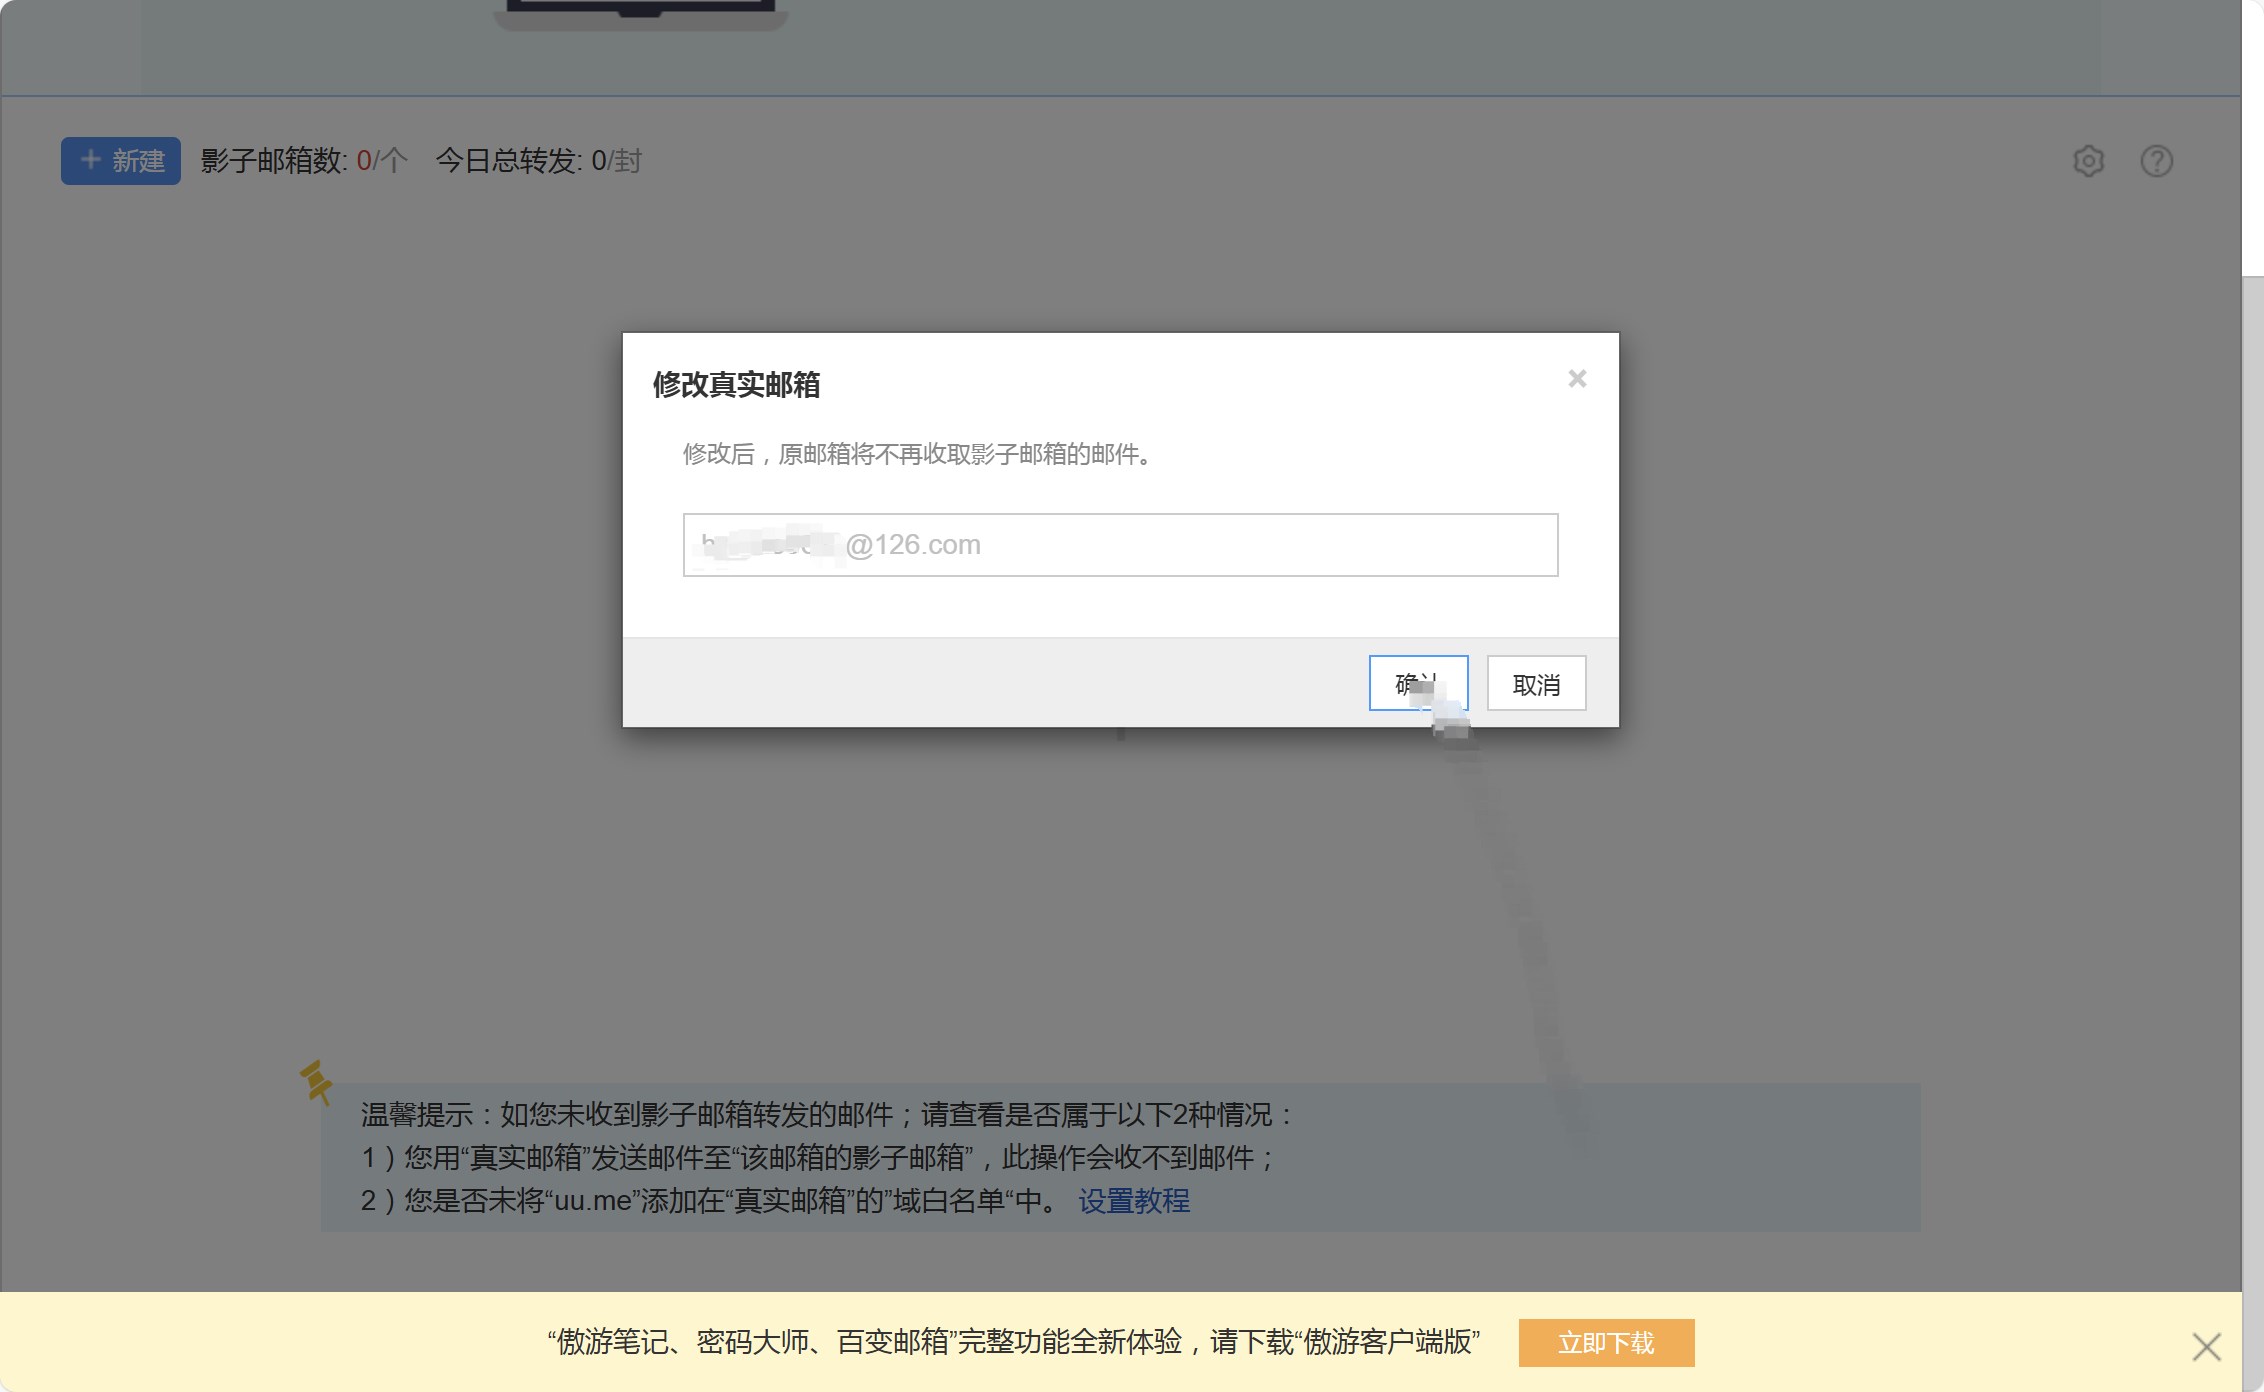 新建 影子邮箱数: 0/个 今日总转发: 0/封
修改真实邮箱
修改后，原邮箱将不再收取影子邮箱的邮件。
@126.com
确 取消
温馨提示：如您未收到影子邮箱转发的邮件；请查看是否属于以下2种情况：
1）您用“真实邮箱”发送邮件至“该邮箱的影子邮箱”，此操作会收不到邮件；
2）您是否未将“uu.me”添加在“真实邮箱”的”域白名单“中。 设置教程
“傲游笔记、密码大师、百变邮箱”完整功能全新体验，请下载“傲游客户端版” 立即下载